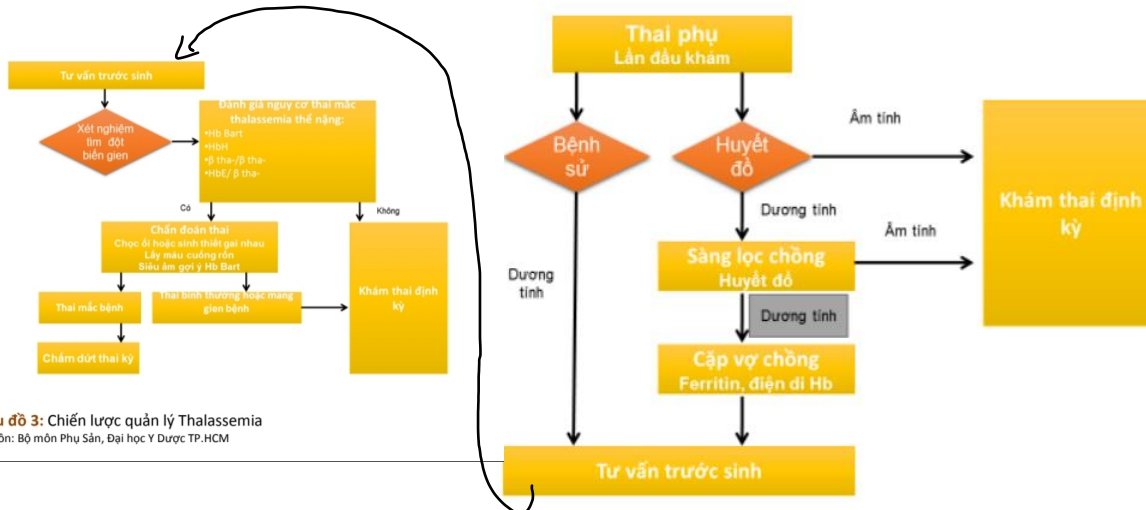 Tư vấn trước sinh
Xét nghiệm
tìm đột
biến gien
Đánh giá nguy cơ thai mắc
thalassemia thể nặng:
•Hb Bart
•HbH
•β tha-/β tha-
•HbE/ β tha-
Có
Không
Chẩn đoán thai
Chọc ối hoặc sinh thiết gai nhau
Lấy máu cuống rốn
Siêu âm gợi ý Hb Bart
Thai mắc bệnh
Thai bình thường hoặc mang
gien bệnh
Khám thai định
kỳ
Chấm dứt thai kỳ
đồ 3: Chiến lược quản lý Thalassemia
Bộ môn Phụ Sản, Đại học Y Dược TP.HCM
Thai phụ
Lần đầu khám
Bệnh
sử
Huyết
đồ
Âm tính
Dương tính
Sàng lọc chồng
Huyết đồ
Âm tính
Khám thai định
kỳ
Dương
tính
Dương tính
Cặp vợ chồng
Ferritin, điện di Hb
Tư vấn trước sinh